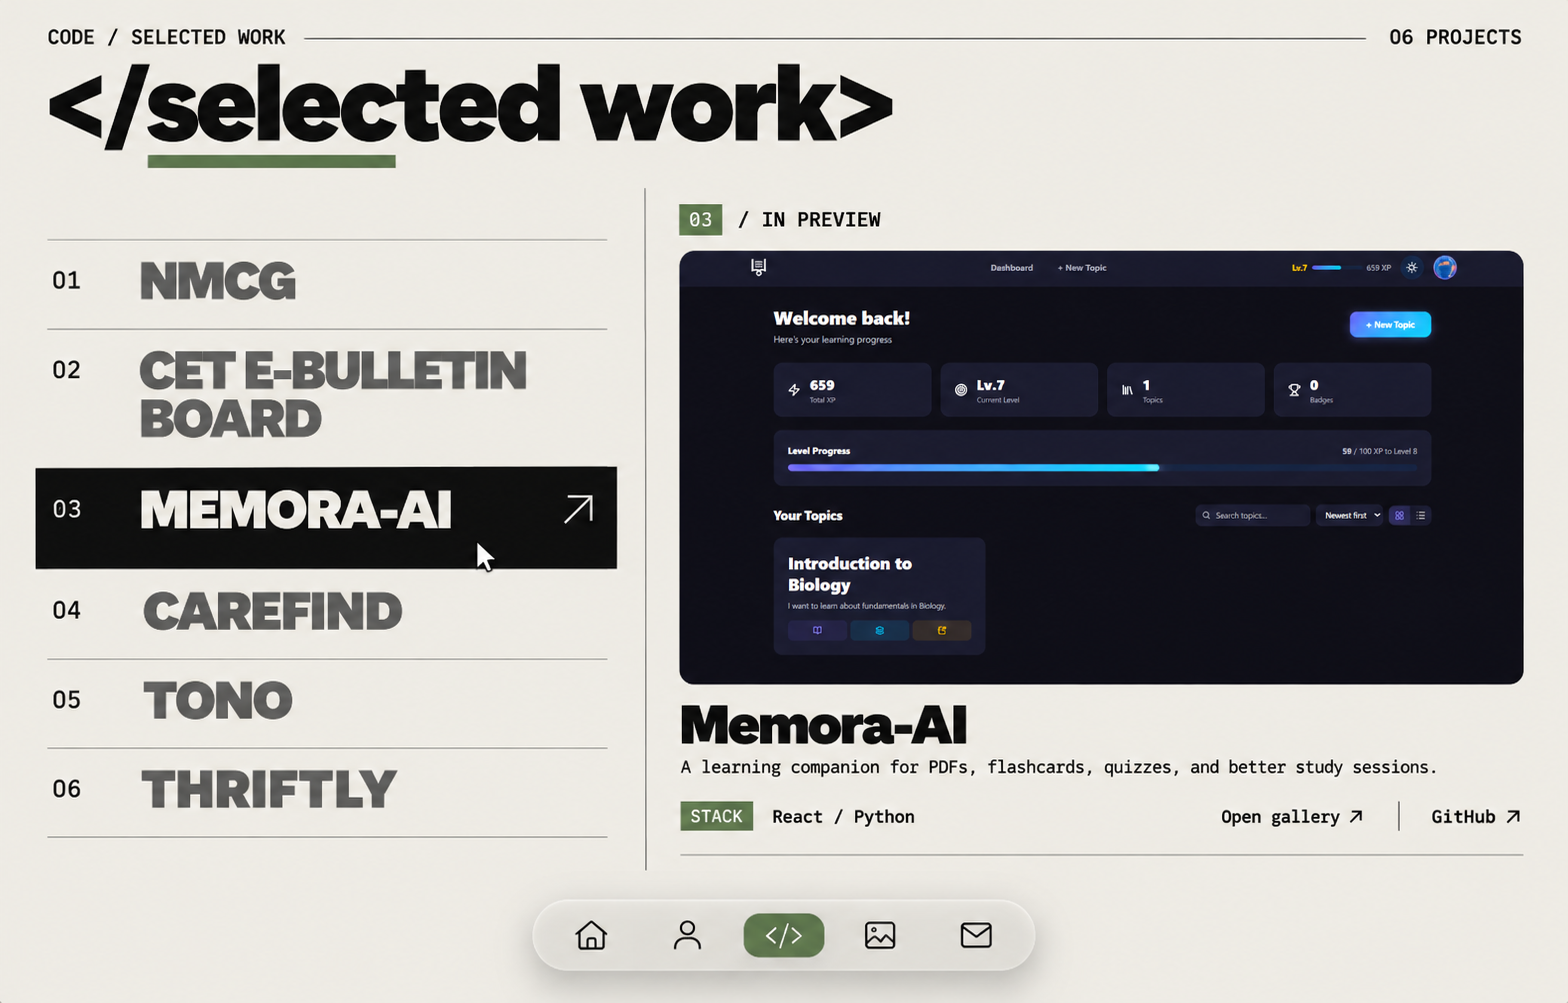 CODE / SELECTED WORK
06 PROJECTS
</selected work>
01 NMCG
02 CET E-BULLETIN
BOARD
03 MEMORA-AI
04 CAREFIND
05 TONO
06 THRIFTLY
03 / IN PREVIEW
Dashboard + New Topic Lv.7 659 XP
Welcome back!
Here's your learning progress
+ New Topic
659
Total XP
Lv.7
Current Level
1
Topics
0
Badges
Level Progress 59 / 100 XP to Level 8
Your Topics Search topics... Newest first
Introduction to
Biology
I want to learn about fundamentals in Biology.
Memora-AI
A learning companion for PDFs, flashcards, quizzes, and better study sessions.
STACK React / Python Open gallery GitHub
</>